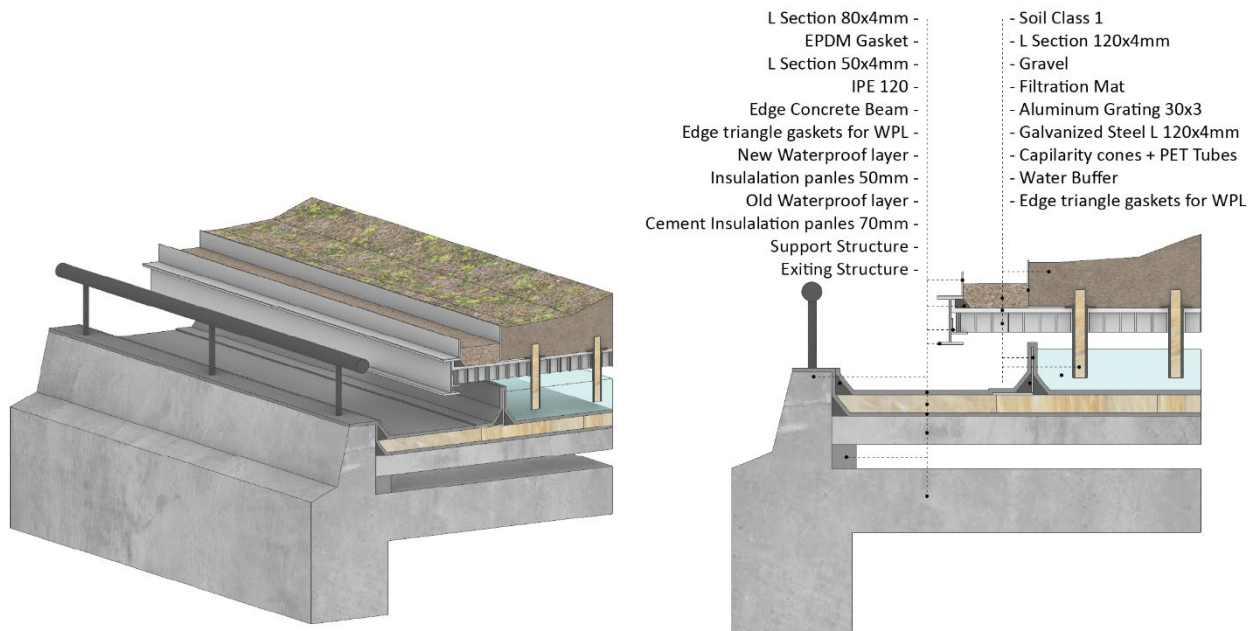 L Section 80x4mm -
EPDM Gasket -
L Section 50x4mm -
IPE 120 -
Edge Concrete Beam -
Edge triangle gaskets for WPL -
New Waterproof layer -
Insulalation panles 50mm -
Old Waterproof layer -
Cement Insulalation panles 70mm -
Support Structure -
Exiting Structure -
- Soil Class 1
- L Section 120x4mm
- Gravel
- Filtration Mat
- Aluminum Grating 30x3
- Galvanized Steel L 120x4mm
- Capilarity cones + PET Tubes
- Water Buffer
- Edge triangle gaskets for WPL